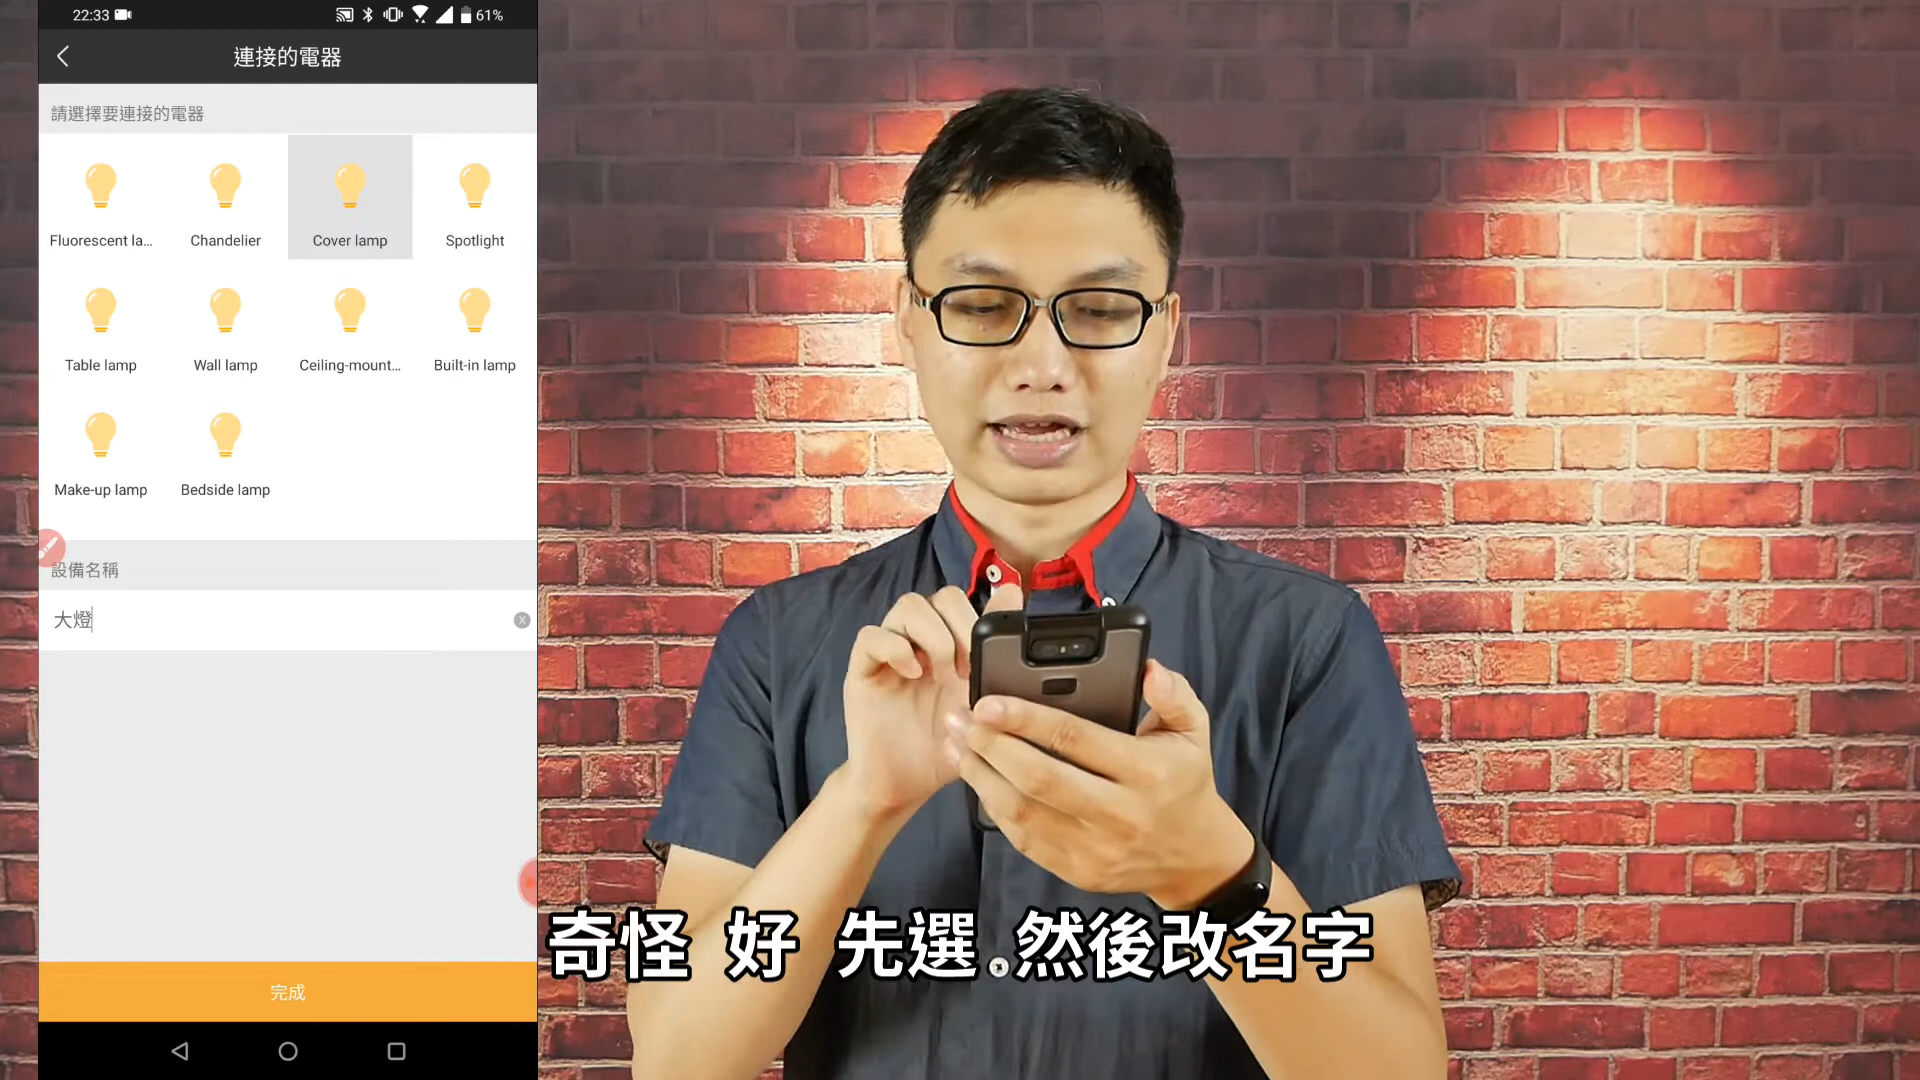 22:33 61%
連接的電器
請選擇要連接的電器
Fluorescent la... Chandelier Cover lamp Spotlight
Table lamp Wall lamp Ceiling-mount... Built-in lamp
Make-up lamp Bedside lamp
設備名稱
大燈
完成
奇怪 好 先選 然後改名字